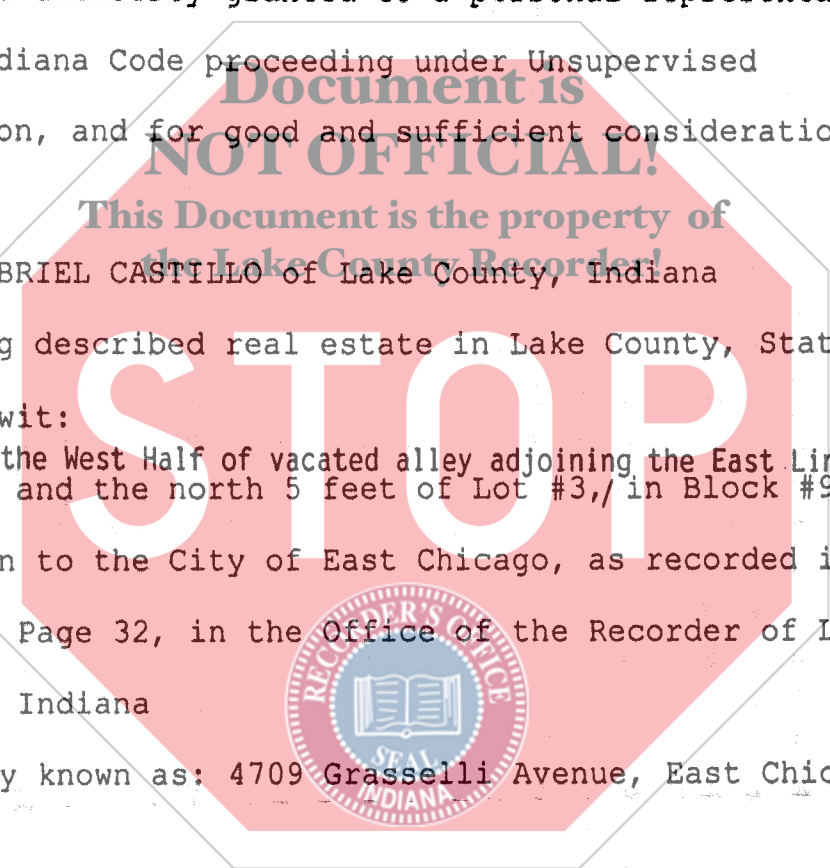 diana Code proceeding under Unsupervised
Document is
on, and for good and sufficient consideratio
NOT OFFICIAL!
This Document is the property of
the Lake County Recorder!
BRIEL CASTILLO of Lake County, Indiana
g described real estate in Lake County, Stat
STOP
wit:
the West Half of vacated alley adjoining the East Lin
and the north 5 feet of Lot #3,/ in Block #9
n to the City of East Chicago, as recorded i
Page 32, in the Office of the Recorder of L
RECORDER'S OFFICE
Indiana
SEAL
y known as: 4709 Grasselli Avenue, East Chic
INDIANA